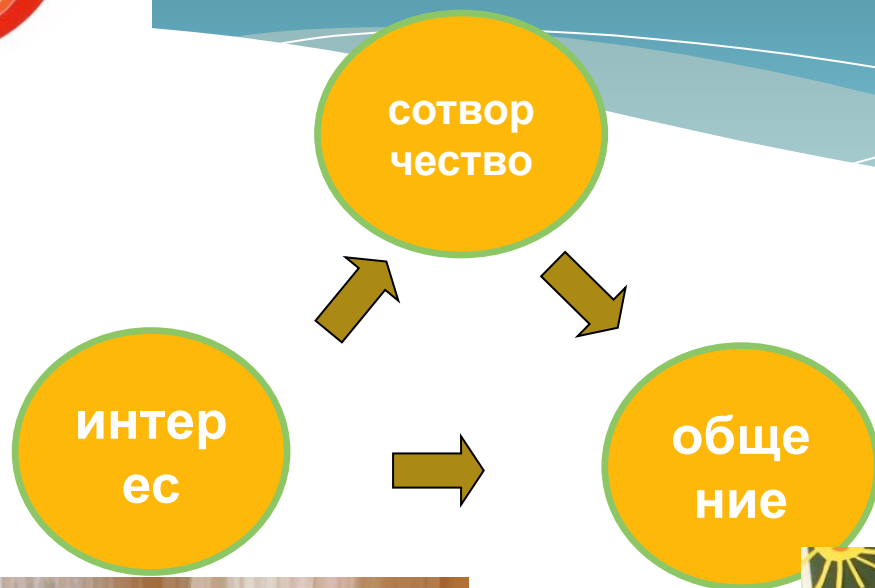 сотвор
чество
интер
ес
обще
ние